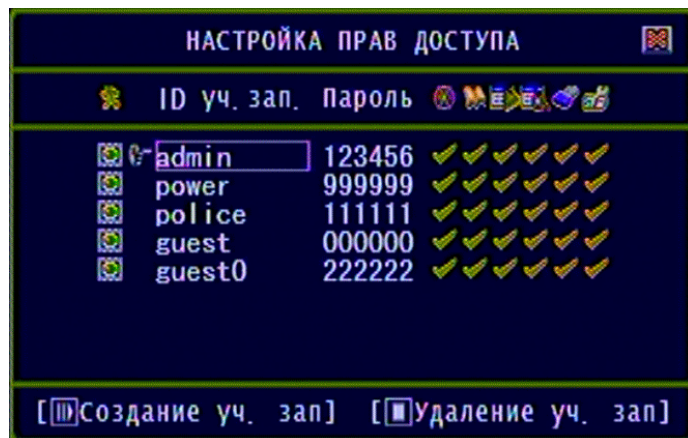 НАСТРОЙКА ПРАВ ДОСТУПА
ID уч. зап. Пароль
admin 123456
power 999999
police 111111
guest 000000
guest0 222222
[Создание уч. зап] [Удаление уч. зап]